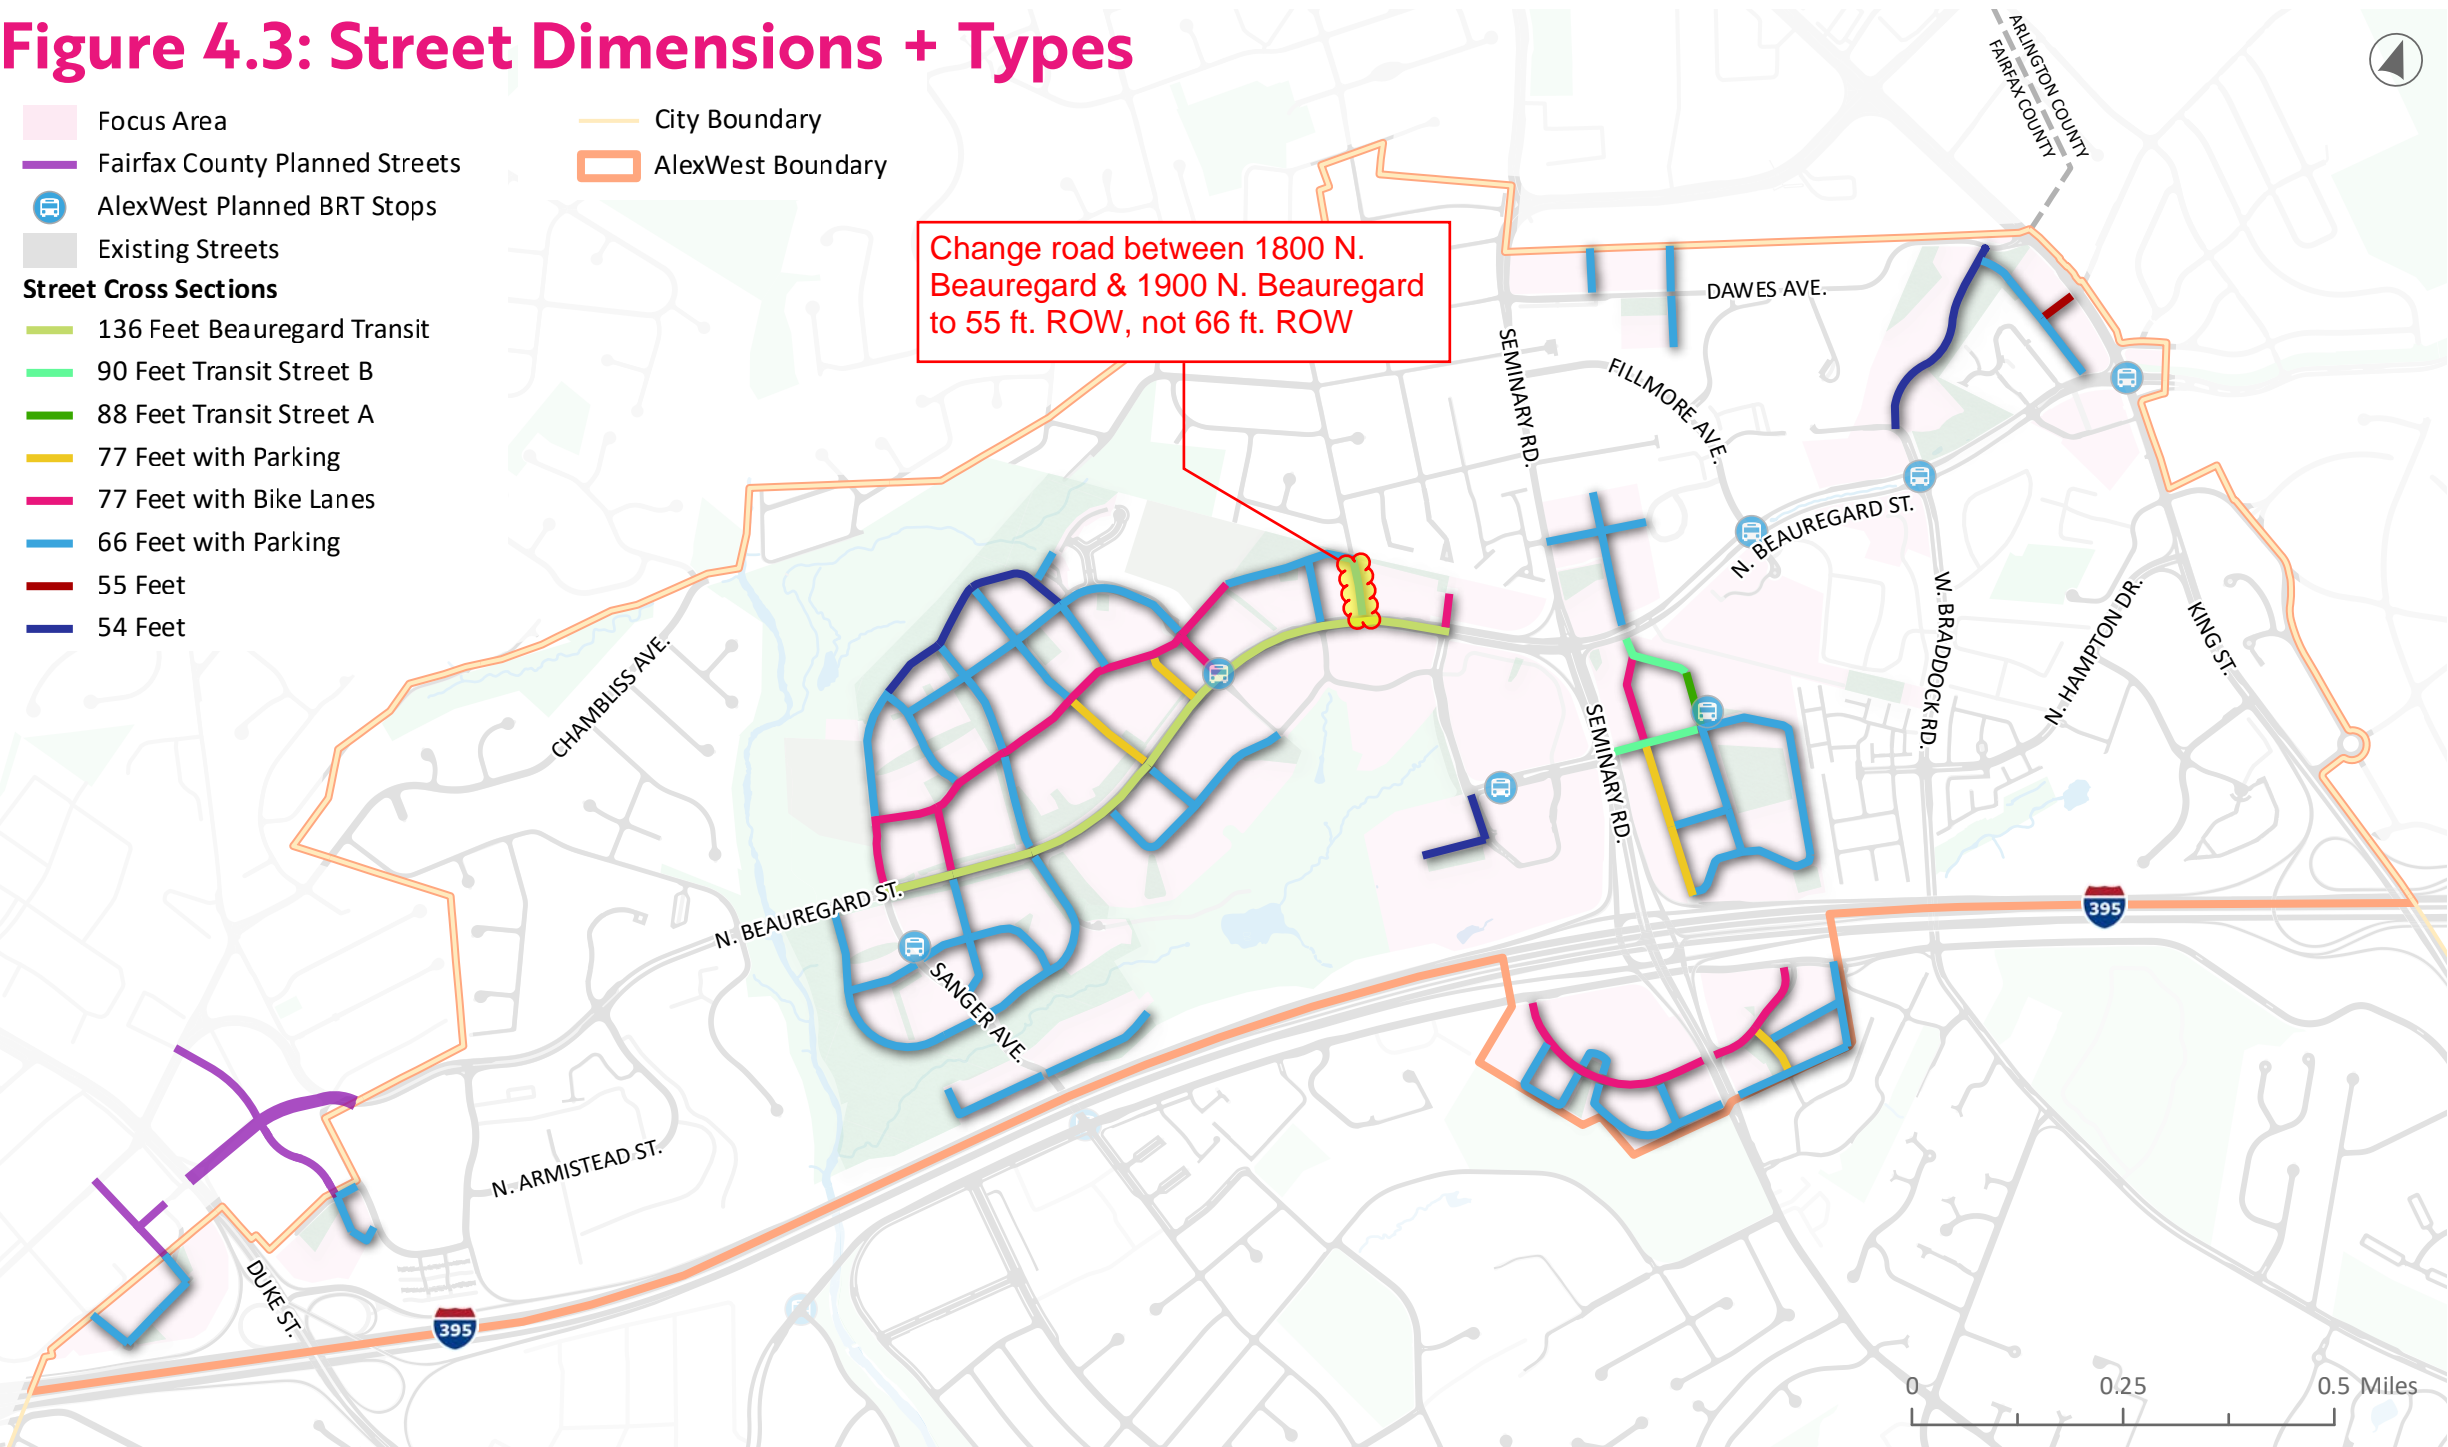 Figure 4.3: Street Dimensions + Types
Focus Area
Fairfax County Planned Streets
AlexWest Planned BRT Stops
Existing Streets
Street Cross Sections
136 Feet Beauregard Transit
90 Feet Transit Street B
88 Feet Transit Street A
77 Feet with Parking
77 Feet with Bike Lanes
66 Feet with Parking
55 Feet
54 Feet
City Boundary
AlexWest Boundary
Change road between 1800 N.
Beauregard & 1900 N. Beauregard
to 55 ft. ROW, not 66 ft. ROW
ARLINGTON COUNTY
FAIRFAX COUNTY
DAWES AVE.
SEMINARY RD.
FILLMORE AVE.
N. BEAUREGARD ST.
W. BRADDOCK RD.
N. HAMPTON DR.
KING ST.
CHAMBLISS AVE.
SEMINARY RD.
N. BEAUREGARD ST.
SANGER AVE.
395
N. ARMISTEAD ST.
DUKE ST.
395
0 0.25 0.5 Miles